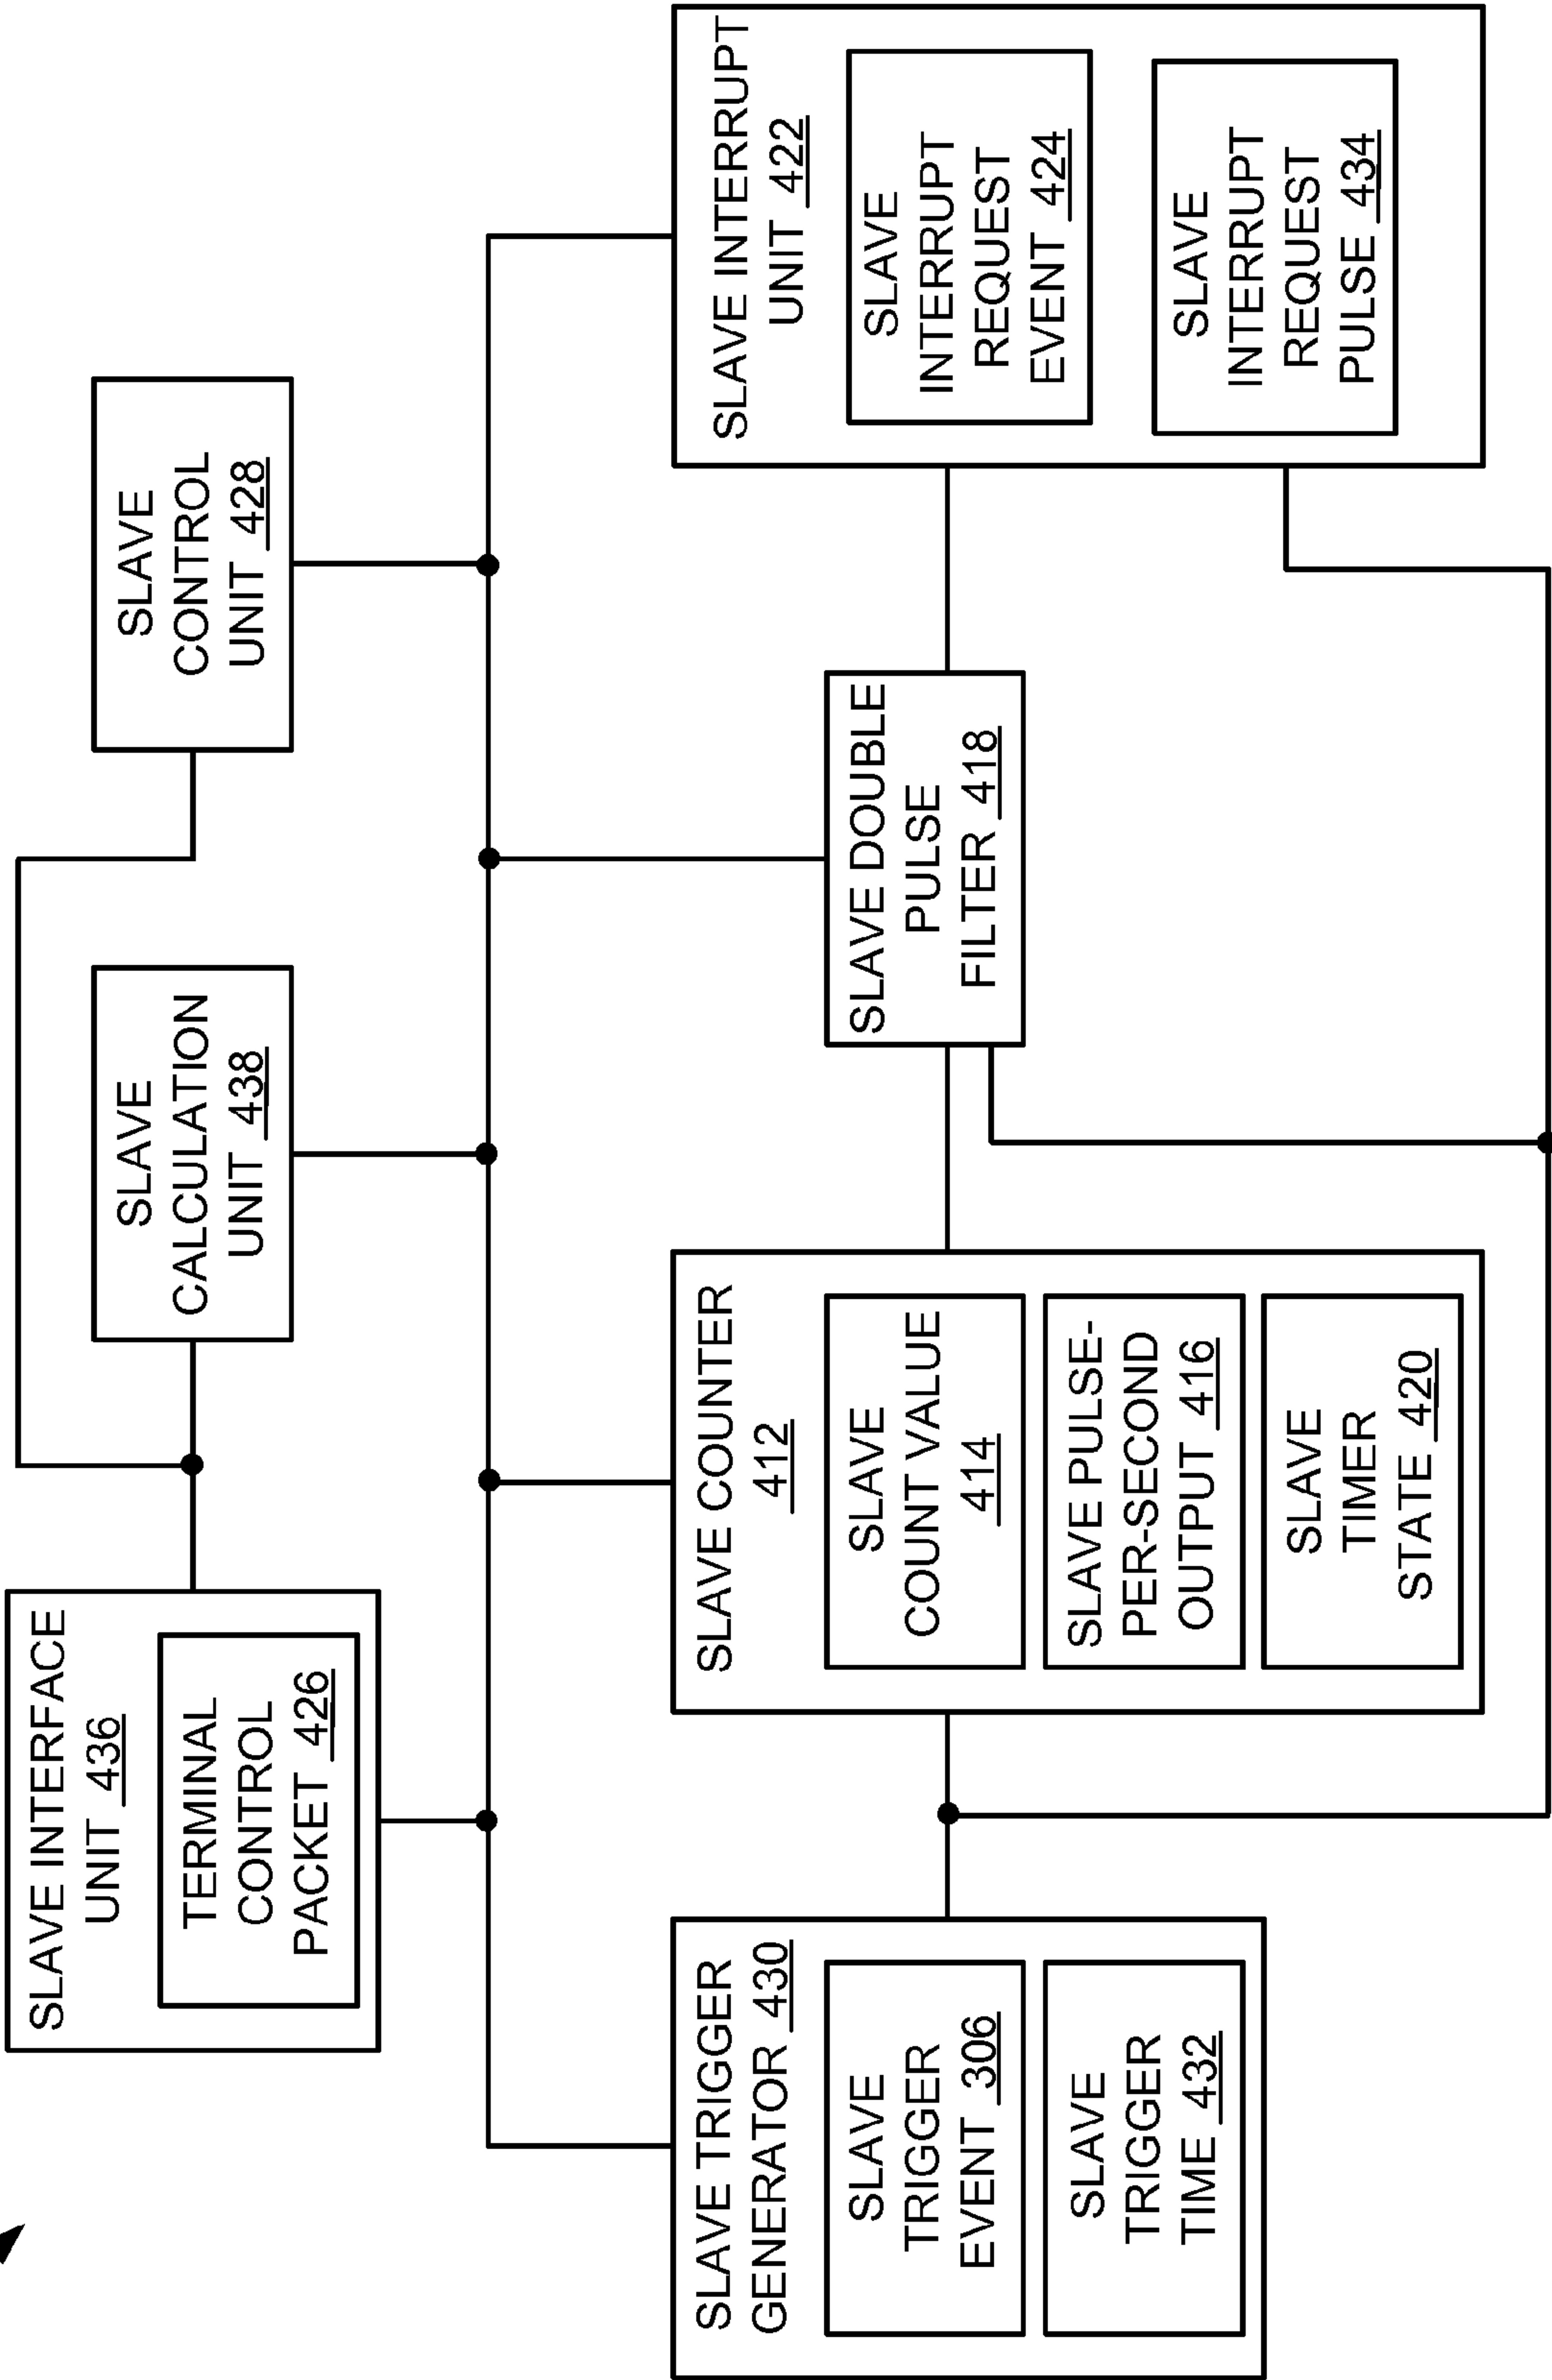 SLAVE INTERFACE
UNIT 436
TERMINAL
CONTROL
PACKET 426
SLAVE
CALCULATION
UNIT 438
SLAVE
CONTROL
UNIT 428
SLAVE TRIGGER
GENERATOR 430
SLAVE
TRIGGER
EVENT 306
SLAVE
TRIGGER
TIME 432
SLAVE COUNTER
412
SLAVE
COUNT VALUE
414
SLAVE PULSE-
PER-SECOND
OUTPUT 416
SLAVE
TIMER
STATE 420
SLAVE DOUBLE
PULSE
FILTER 418
SLAVE INTERRUPT
UNIT 422
SLAVE
INTERRUPT
REQUEST
EVENT 424
SLAVE
INTERRUPT
REQUEST
PULSE 434